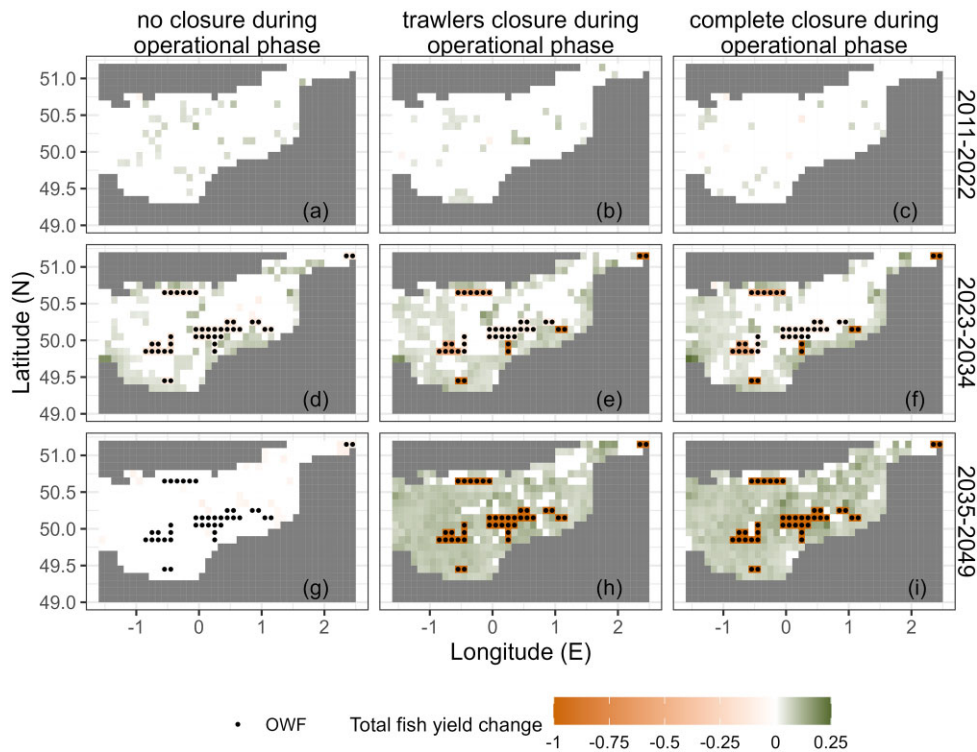 no closure during
operational phase
trawlers closure during
operational phase
complete closure during
operational phase
51.0
50.5
50.0
49.5
49.0
(a)
(b)
(c)
2011-2022
Latitude (N)
51.0
50.5
50.0
49.5
49.0
(d)
(e)
(f)
2023-2034
51.0
50.5
50.0
49.5
49.0
(g)
(h)
(i)
2035-2049
-1 0 1 2
-1 0 1 2
-1 0 1 2
Longitude (E)
OWF
Total fish yield change
-1 -0.75 -0.5 -0.25 0 0.25